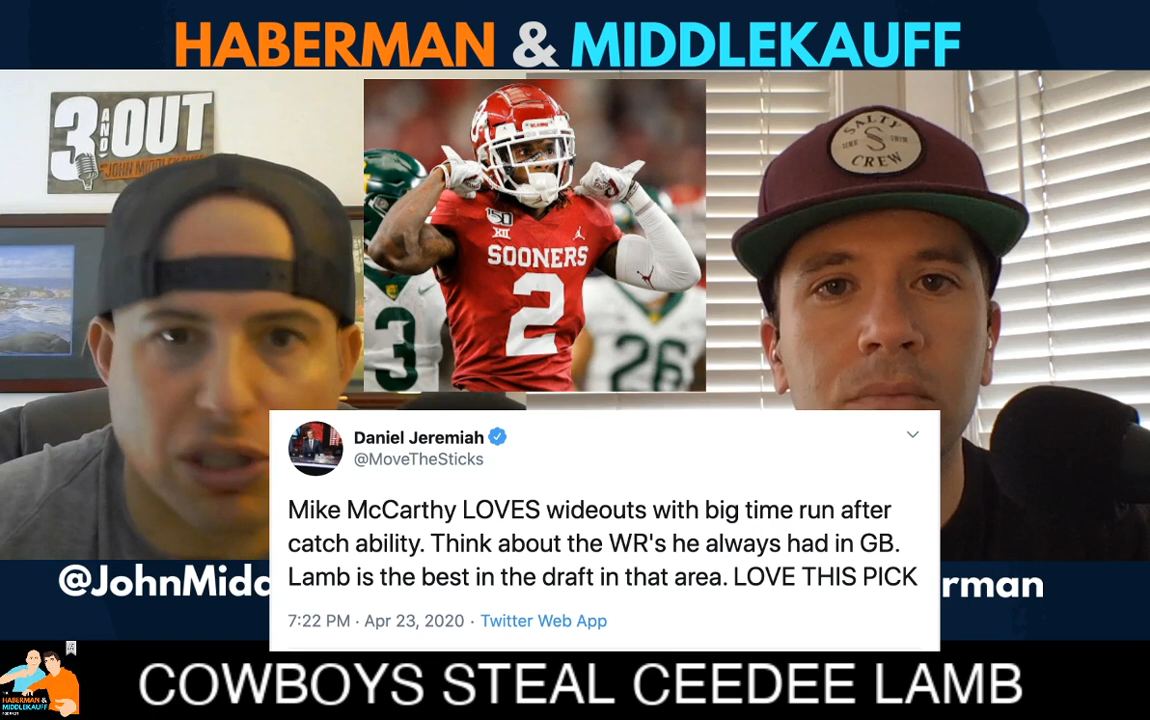 HABERMAN & MIDDLEKAUFF
3 AND OUT
JOHN MIDDLEKAUFF
SALTY
CREW
150
XII
SOONERS
2
3
26
Daniel Jeremiah
@MoveTheSticks
Mike McCarthy LOVES wideouts with big time run after
catch ability. Think about the WR's he always had in GB.
Lamb is the best in the draft in that area. LOVE THIS PICK
7:22 PM · Apr 23, 2020 · Twitter Web App
@JohnMidd
rman
HABERMAN &
MIDDLEKAUFF
COWBOYS STEAL CEEDEE LAMB